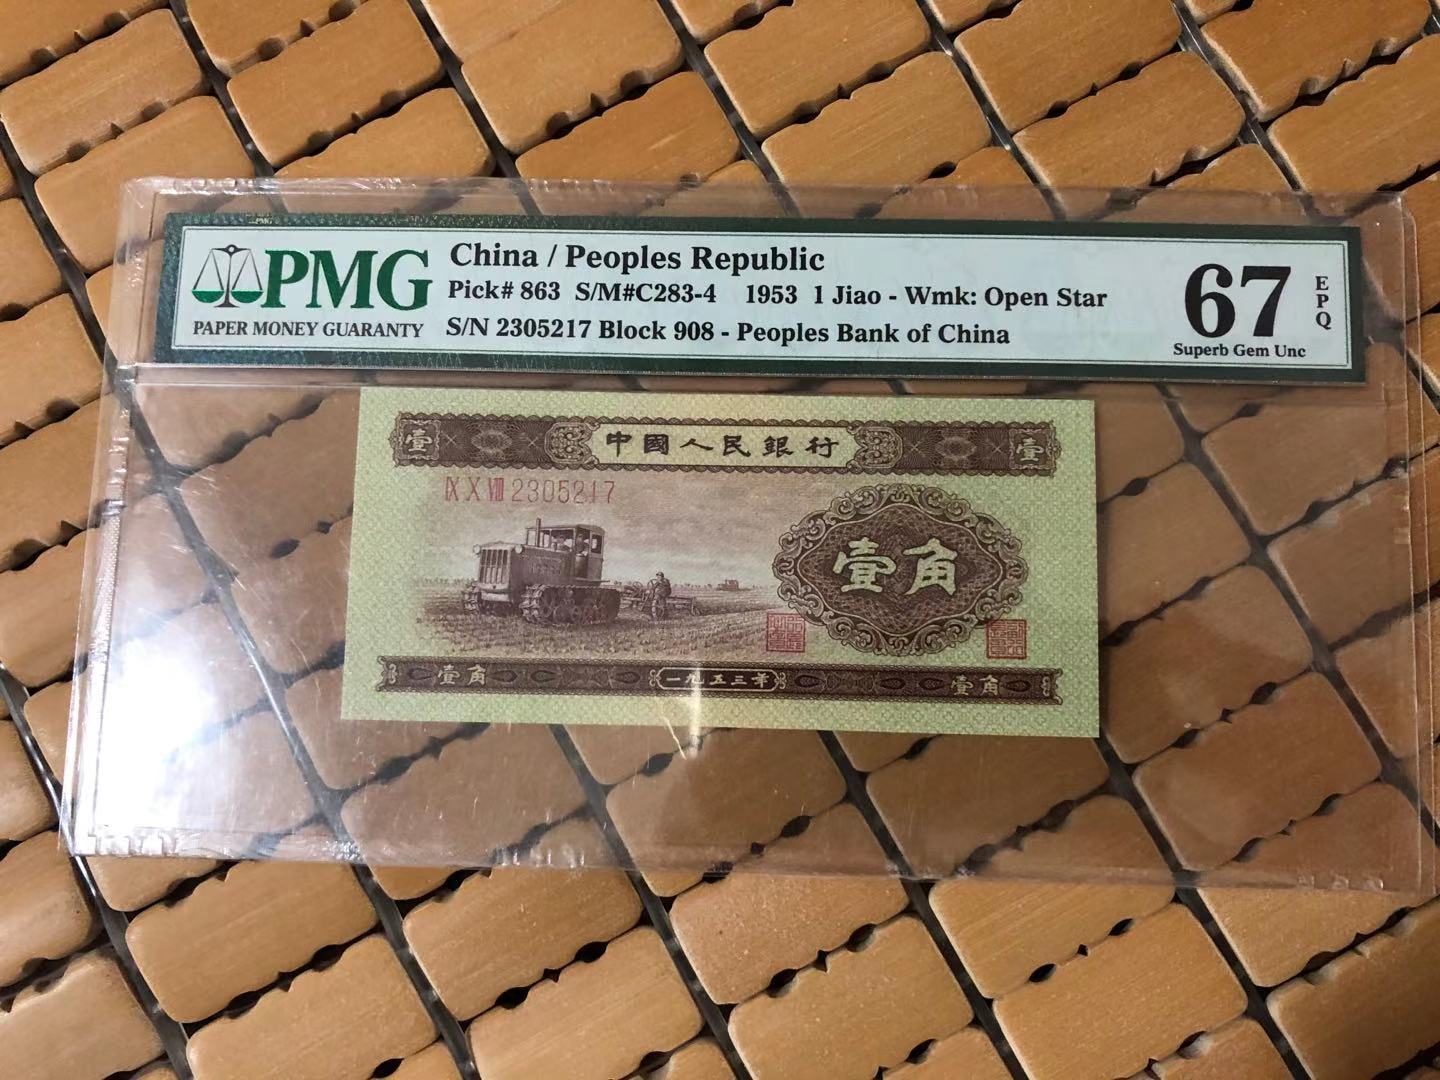 PMG
PAPER MONEY GUARANTY
China / Peoples Republic
Pick# 863 S/M#C283-4 1953 1 Jiao - Wmk: Open Star
S/N 2305217 Block 908 - Peoples Bank of China
67
EPQ
Superb Gem Unc
壹 中國人民銀行 壹
Ⅸ Ⅹ Ⅷ 2305217
壹角
壹角 一九五三年 壹角